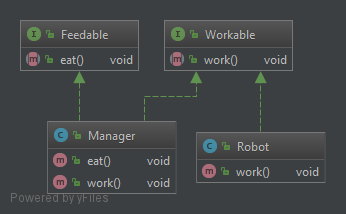 I Feedable
m eat() void
I Workable
m work() void
C Manager
m eat() void
m work() void
C Robot
m work() void
Powered by yFiles